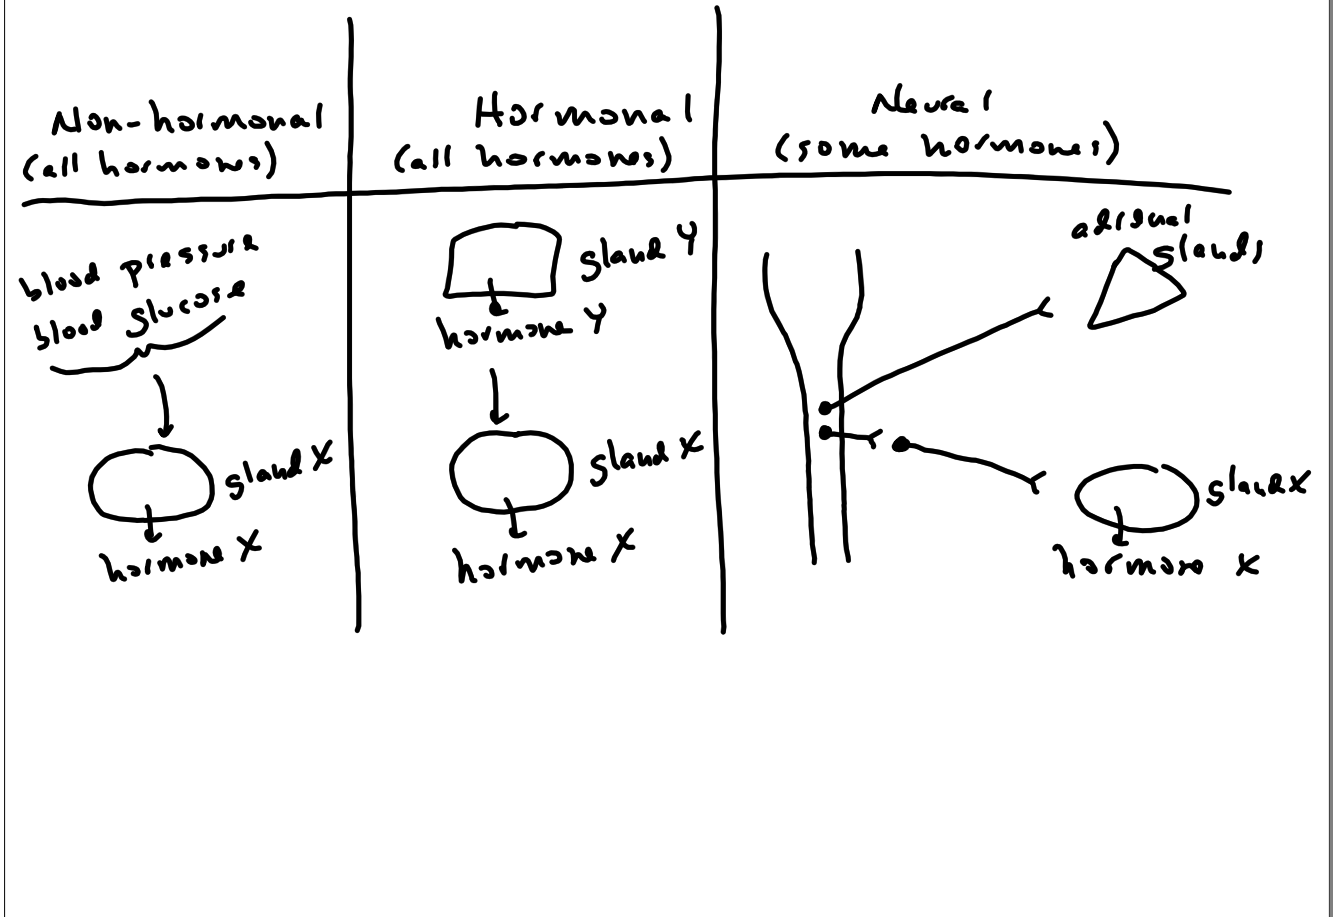 Non-hormonal
(all hormones)
blood pressure
blood glucose
gland X
hormone X
Hormonal
(all hormones)
gland Y
hormone Y
gland X
hormone X
Neural
(some hormones)
adrenal
glands
gland X
hormone X